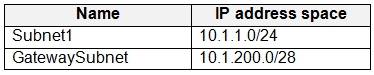 Name IP address space
Subnet1 10.1.1.0/24
GatewaySubnet 10.1.200.0/28